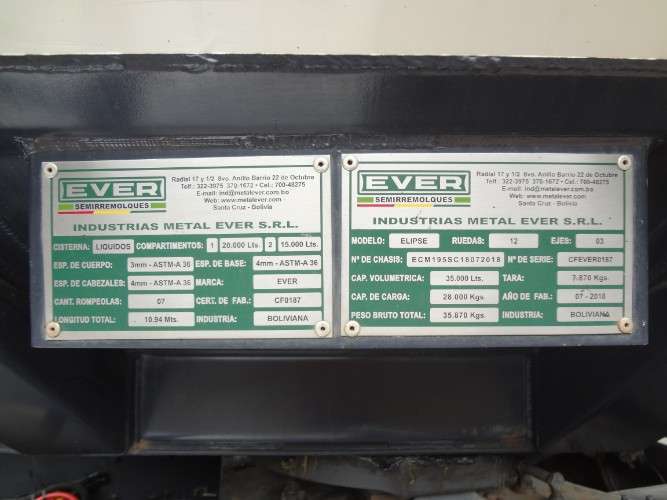 EVER
SEMIRREMOLQUES
Radial 17 y 1/2 8vo. Anillo Barrio 22 de Octubre
Telf.: 322-3975 370-1672 • Cel.: 700-48275
E-mail: ind@metalever.com.bo
Web: www.metalever.com
Santa Cruz - Bolivia
INDUSTRIAS METAL EVER S.R.L.
CISTERNA: LIQUIDOS COMPARTIMENTOS: 1 20.000 Lts. 2 15.000 Lts.
ESP. DE CUERPO: 3mm - ASTM-A 36 ESP. DE BASE: 4mm - ASTM-A 36
ESP. DE CABEZALES: 4mm - ASTM-A 36 MARCA: EVER
CANT. ROMPEOLAS: 07 CERT. DE FAB.: CF0187
LONGITUD TOTAL: 10.94 Mts. INDUSTRIA: BOLIVIANA
EVER
SEMIRREMOLQUES
Radial 17 y 1/2 8vo. Anillo Barrio 22 de Octubre
Telf.: 322-3975 370-1672 • Cel.: 700-48275
E-mail: ind@metalever.com.bo
Web: www.metalever.com
Santa Cruz - Bolivia
INDUSTRIAS METAL EVER S.R.L.
MODELO: ELIPSE RUEDAS: 12 EJES: 03
Nº DE CHASIS: ECM195SC18072018 Nº DE SERIE: CFEVER0187
CAP. VOLUMETRICA: 35.000 Lts. TARA: 7.870 Kgs.
CAP. DE CARGA: 28.000 Kgs. AÑO DE FAB.: 07 - 2018
PESO BRUTO TOTAL: 35.870 Kgs. INDUSTRIA: BOLIVIANA